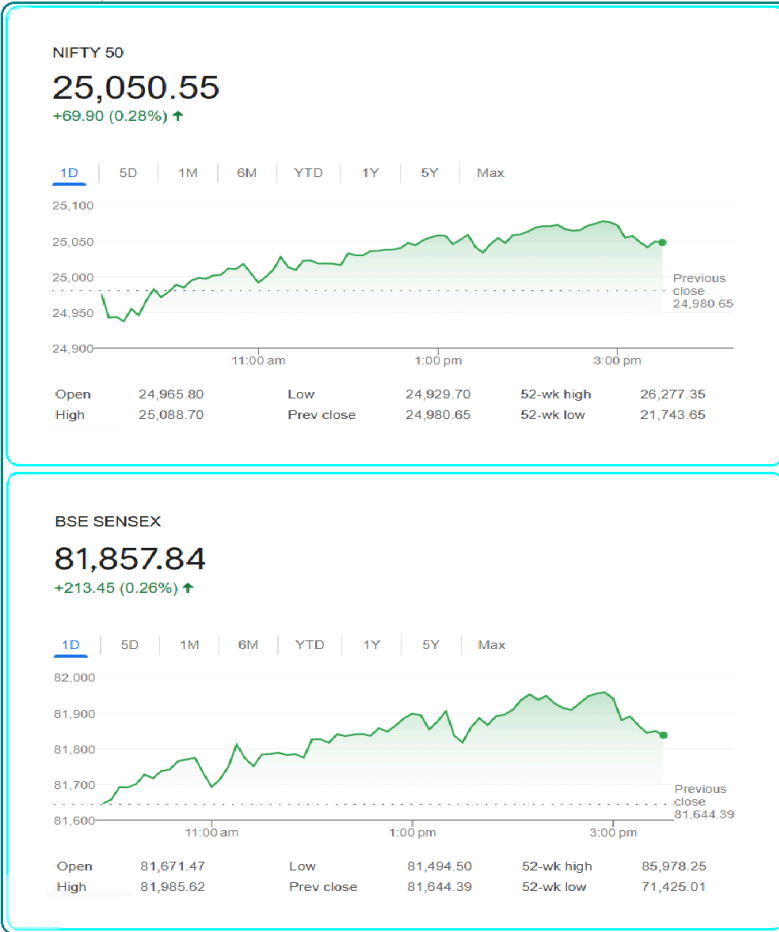 NIFTY 50
25,050.55
+69.90 (0.28%) ↑
1D 5D 1M 6M YTD 1Y 5Y Max
25,100
25,050
25,000
24,950
24,900
Previous
close
24,980.65
11:00 am 1:00 pm 3:00 pm
Open 24,965.80 Low 24,929.70 52-wk high 26,277.35
High 25,088.70 Prev close 24,980.65 52-wk low 21,743.65
BSE SENSEX
81,857.84
+213.45 (0.26%) ↑
1D 5D 1M 6M YTD 1Y 5Y Max
82,000
81,900
81,800
81,700
81,600
Previous
close
81,644.39
11:00 am 1:00 pm 3:00 pm
Open 81,671.47 Low 81,494.50 52-wk high 85,978.25
High 81,985.62 Prev close 81,644.39 52-wk low 71,425.01